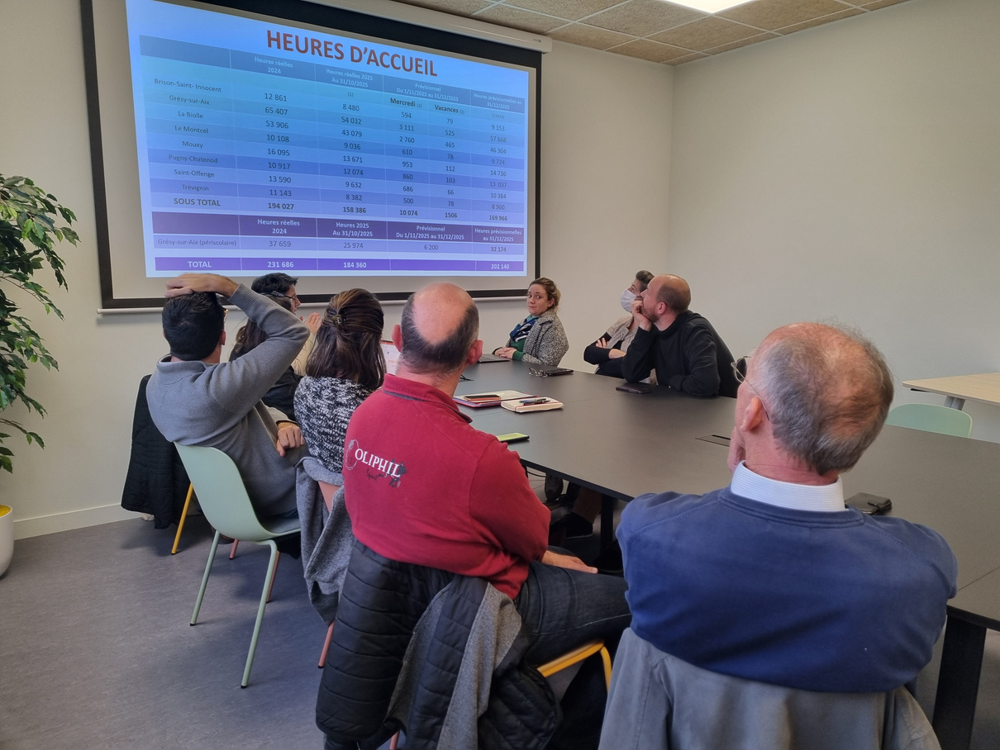 HEURES D'ACCUEIL
Heures réelles 2024 Heures réelles 2025 Au 31/10/2025 (1) Prévisionnel Du 1/11/2025 au 31/12/2025 Heures prévisionnelles au 31/12/2025
Mercredi (2) Vacances (3)
Brison-Saint- Innocent 12 861 8 480 594 79 9 153
Grésy-sur-Aix 65 407 54 032 3 111 525 57 668
La Biolle 53 906 43 079 2 760 465 46 304
Le Montcel 10 108 9 036 610 78 9 724
Mouxy 16 095 13 671 953 112 14 736
Pugny-Chatenod 10 917 12 074 860 103 13 037
Saint-Offenge 13 590 9 632 686 66 10 384
Trévignin 11 143 8 382 500 78 8 960
SOUS TOTAL 194 027 158 386 10 074 1506 169 966
Heures réelles 2024 Heures 2025 Au 31/10/2025 Prévisionnel Du 1/11/2025 au 31/12/2025 Heures prévisionnelles au 31/12/2025
Grésy-sur-Aix (périscolaire) 37 659 25 974 6 200 32 174
TOTAL 231 686 184 360 202 140
COLIPHIL